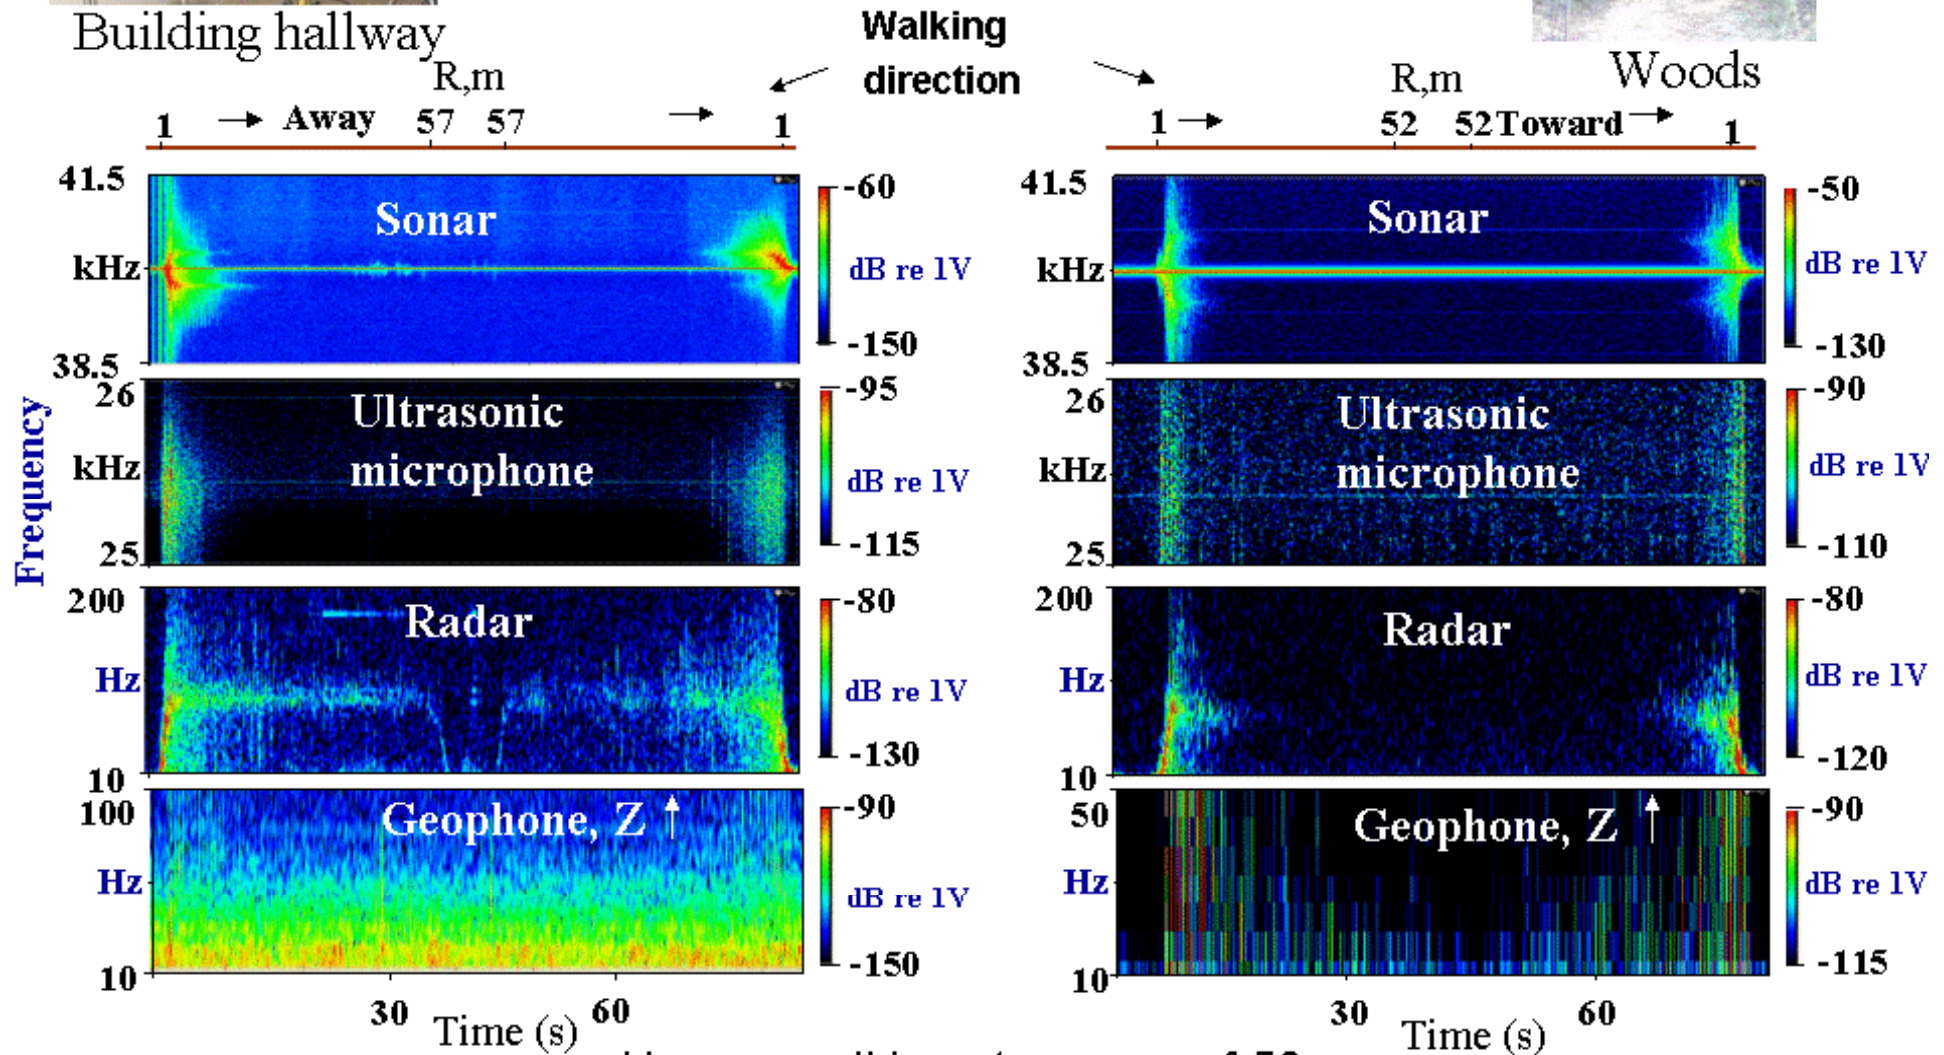 Building hallway
Walking
direction
Woods
R,m
1 → Away 57 57 → 1
R,m
1 → 52 52 Toward → 1
Frequency
41.5
kHz
38.5
Sonar
-60
dB re 1V
-150
26
kHz
25
Ultrasonic
microphone
-95
dB re 1V
-115
200
Hz
10
Radar
-80
dB re 1V
-130
100
Hz
10
Geophone, Z ↑
-90
dB re 1V
-150
30 60
Time (s)
41.5
kHz
38.5
Sonar
-50
dB re 1V
-130
26
kHz
25
Ultrasonic
microphone
-90
dB re 1V
-110
200
Hz
10
Radar
-80
dB re 1V
-120
50
Hz
10
Geophone, Z ↑
-90
dB re 1V
-115
30 60
Time (s)